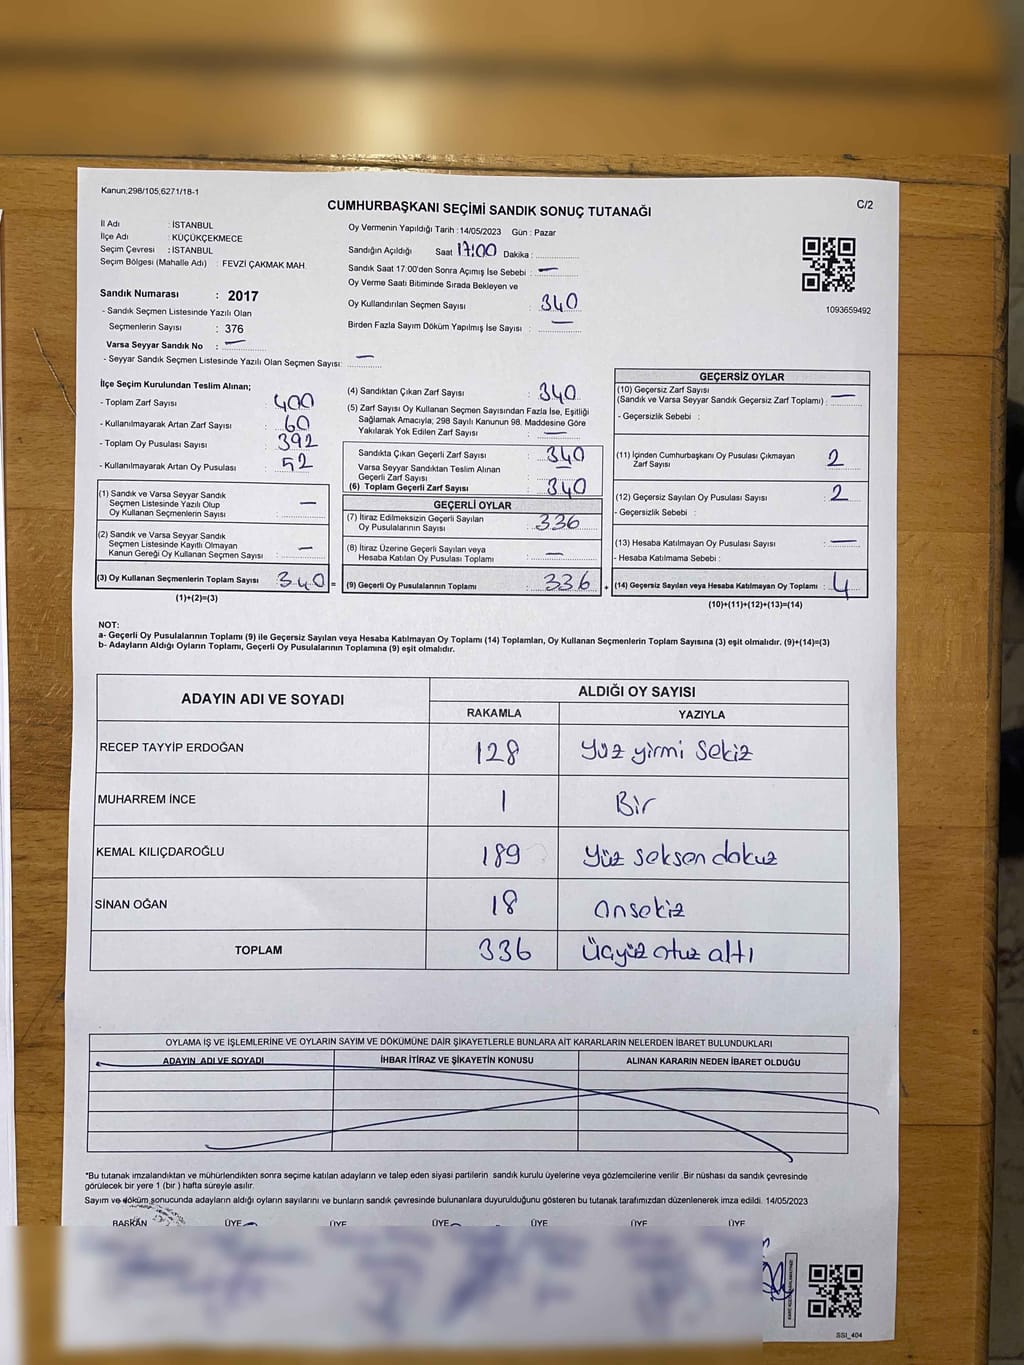 Kanun,298/105,6271/18-1
C/2
CUMHURBAŞKANI SEÇİMİ SANDIK SONUÇ TUTANAĞI
İl Adı : İSTANBUL
İlçe Adı : KÜÇÜKÇEKMECE
Seçim Çevresi : İSTANBUL
Seçim Bölgesi (Mahalle Adı) : FEVZİ ÇAKMAK MAH.
Sandık Numarası : 2017
- Sandık Seçmen Listesinde Yazılı Olan
Seçmenlerin Sayısı : 376
Varsa Seyyar Sandık No : —
- Seyyar Sandık Seçmen Listesinde Yazılı Olan Seçmen Sayısı: —
Oy Vermenin Yapıldığı Tarih :14/05/2023 Gün : Pazar
Sandığın Açıldığı Saat 17:00 Dakika :
Sandık Saat 17:00'den Sonra Açımış İse Sebebi : —
Oy Verme Saati Bitiminde Sırada Bekleyen ve
Oy Kullandırılan Seçmen Sayısı : 340
Birden Fazla Sayım Döküm Yapılmış İse Sayısı : —
1093659492
İlçe Seçim Kurulundan Teslim Alınan;
- Toplam Zarf Sayısı : 400
- Kullanılmayarak Artan Zarf Sayısı : 60
- Toplam Oy Pusulası Sayısı : 392
- Kullanılmayarak Artan Oy Pusulası : 52
(1) Sandık ve Varsa Seyyar Sandık
Seçmen Listesinde Yazılı Olup
Oy Kullanan Seçmenlerin Sayısı : —
(2) Sandık ve Varsa Seyyar Sandık
Seçmen Listesinde Kayıtlı Olmayan
Kanun Gereği Oy Kullanan Seçmen Sayısı : —
(3) Oy Kullanan Seçmenlerin Toplam Sayısı : 340 =
(1)+(2)=(3)
(4) Sandıktan Çıkan Zarf Sayısı : 340
(5) Zarf Sayısı Oy Kullanan Seçmen Sayısından Fazla İse, Eşitliği
Sağlamak Amacıyla; 298 Sayılı Kanunun 98. Maddesine Göre
Yakılarak Yok Edilen Zarf Sayısı : —
Sandıkta Çıkan Geçerli Zarf Sayısı : 340
Varsa Seyyar Sandıktan Teslim Alınan
Geçerli Zarf Sayısı : —
(6) Toplam Geçerli Zarf Sayısı : 340
GEÇERLİ OYLAR
(7) İtiraz Edilmeksizin Geçerli Sayılan
Oy Pusulalarının Sayısı : 336
(8) İtiraz Üzerine Geçerli Sayılan veya
Hesaba Katılan Oy Pusulası Toplamı : —
(9) Geçerli Oy Pusulalarının Toplamı : 336 +
GEÇERSİZ OYLAR
(10) Geçersiz Zarf Sayısı
(Sandık ve Varsa Seyyar Sandık Geçersiz Zarf Toplamı) : —
- Geçersizlik Sebebi :
(11) İçinden Cumhurbaşkanı Oy Pusulası Çıkmayan
Zarf Sayısı : 2
(12) Geçersiz Sayılan Oy Pusulası Sayısı : 2
- Geçersizlik Sebebi :
(13) Hesaba Katılmayan Oy Pusulası Sayısı : —
- Hesaba Katılmama Sebebi :
(14) Geçersiz Sayılan veya Hesaba Katılmayan Oy Toplamı : 4
(10)+(11)+(12)+(13)=(14)
NOT:
a- Geçerli Oy Pusulalarının Toplamı (9) ile Geçersiz Sayılan veya Hesaba Katılmayan Oy Toplamı (14) Toplamları, Oy Kullanan Seçmenlerin Toplam Sayısına (3) eşit olmalıdır. (9)+(14)=(3)
b- Adayların Aldığı Oyların Toplamı, Geçerli Oy Pusulalarının Toplamına (9) eşit olmalıdır.
ADAYIN ADI VE SOYADI ALDIĞI OY SAYISI
RAKAMLA YAZIYLA
RECEP TAYYİP ERDOĞAN 128 Yüz yirmi sekiz
MUHARREM İNCE 1 Bir
KEMAL KILIÇDAROĞLU 189 Yüz seksen dokuz
SİNAN OĞAN 18 onsekiz
TOPLAM 336 Üçyüz otuz altı
OYLAMA İŞ VE İŞLEMLERİNE VE OYLARIN SAYIM VE DÖKÜMÜNE DAİR ŞİKAYETLERLE BUNLARA AİT KARARLARIN NELERDEN İBARET BULUNDUKLARI
ADAYIN ADI VE SOYADI İHBAR İTİRAZ VE ŞİKAYETİN KONUSU ALINAN KARARIN NEDEN İBARET OLDUĞU
*Bu tutanak imzalandıktan ve mühürlendikten sonra seçime katılan adayların ve talep eden siyasi partilerin sandık kurulu üyelerine veya gözlemcilerine verilir .Bir nüshası da sandık çevresinde
görülecek bir yere 1 (bir ) hafta süreyle asılır.
Sayım ve döküm sonucunda adayların aldığı oyların sayılarını ve bunların sandık çevresinde bulunanlara duyurulduğunu gösteren bu tutanak tarafımızdan düzenlenerek imza edildi. 14/05/2023
BAŞKAN ÜYE ÜYE ÜYE ÜYE ÜYE ÜYE
SSI_404